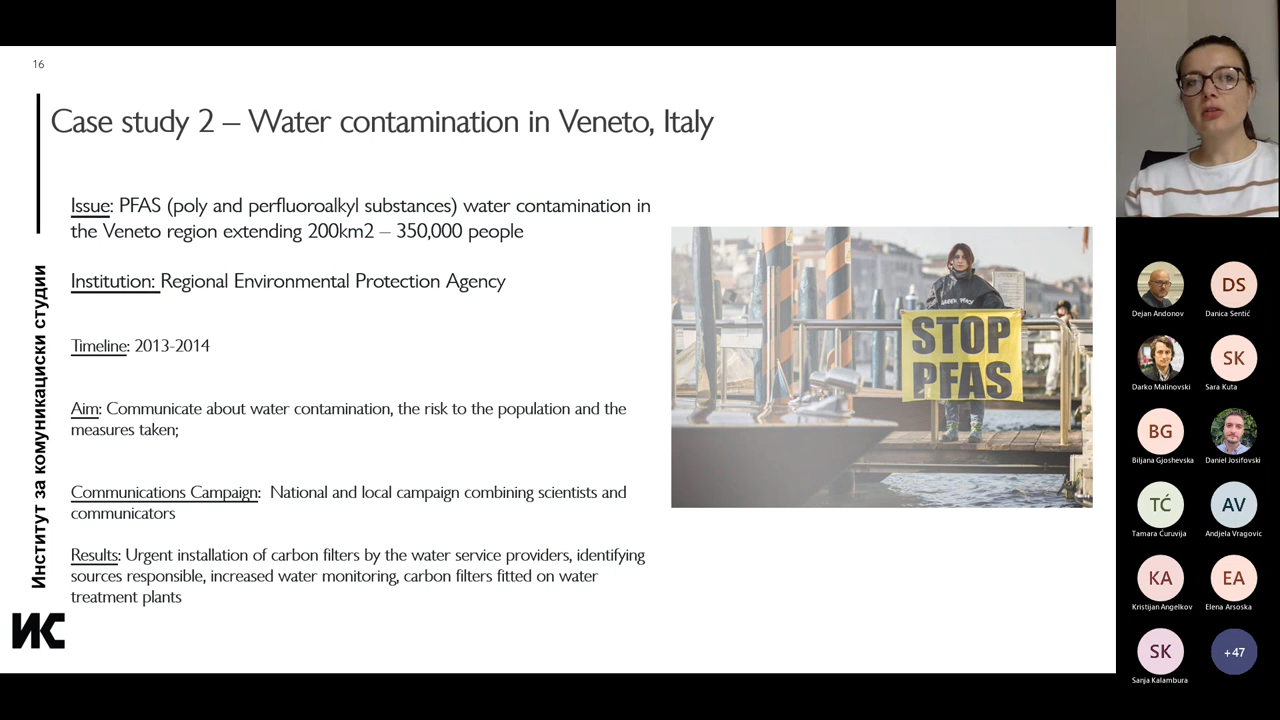 16
Case study 2 – Water contamination in Veneto, Italy
Issue: PFAS (poly and perfluoroalkyl substances) water contamination in
the Veneto region extending 200km2 – 350,000 people
Institution: Regional Environmental Protection Agency
Timeline: 2013-2014
Aim: Communicate about water contamination, the risk to the population and the
measures taken;
Communications Campaign:  National and local campaign combining scientists and
communicators
Results: Urgent installation of carbon filters by the water service providers, identifying
sources responsible, increased water monitoring, carbon filters fitted on water
treatment plants
Институт за комуникациски студии
ИС
STOP
PFAS
Dejan Andonov
DS
Danica Sentić
Darko Malinovski
SK
Sara Kuta
BG
Biljana Gjoshevska
Daniel Josifovski
TĆ
Tamara Ćuruvija
AV
Andjela Vragovic
KA
Kristijan Angelkov
EA
Elena Arsoska
SK
Sanja Kalambura
+47